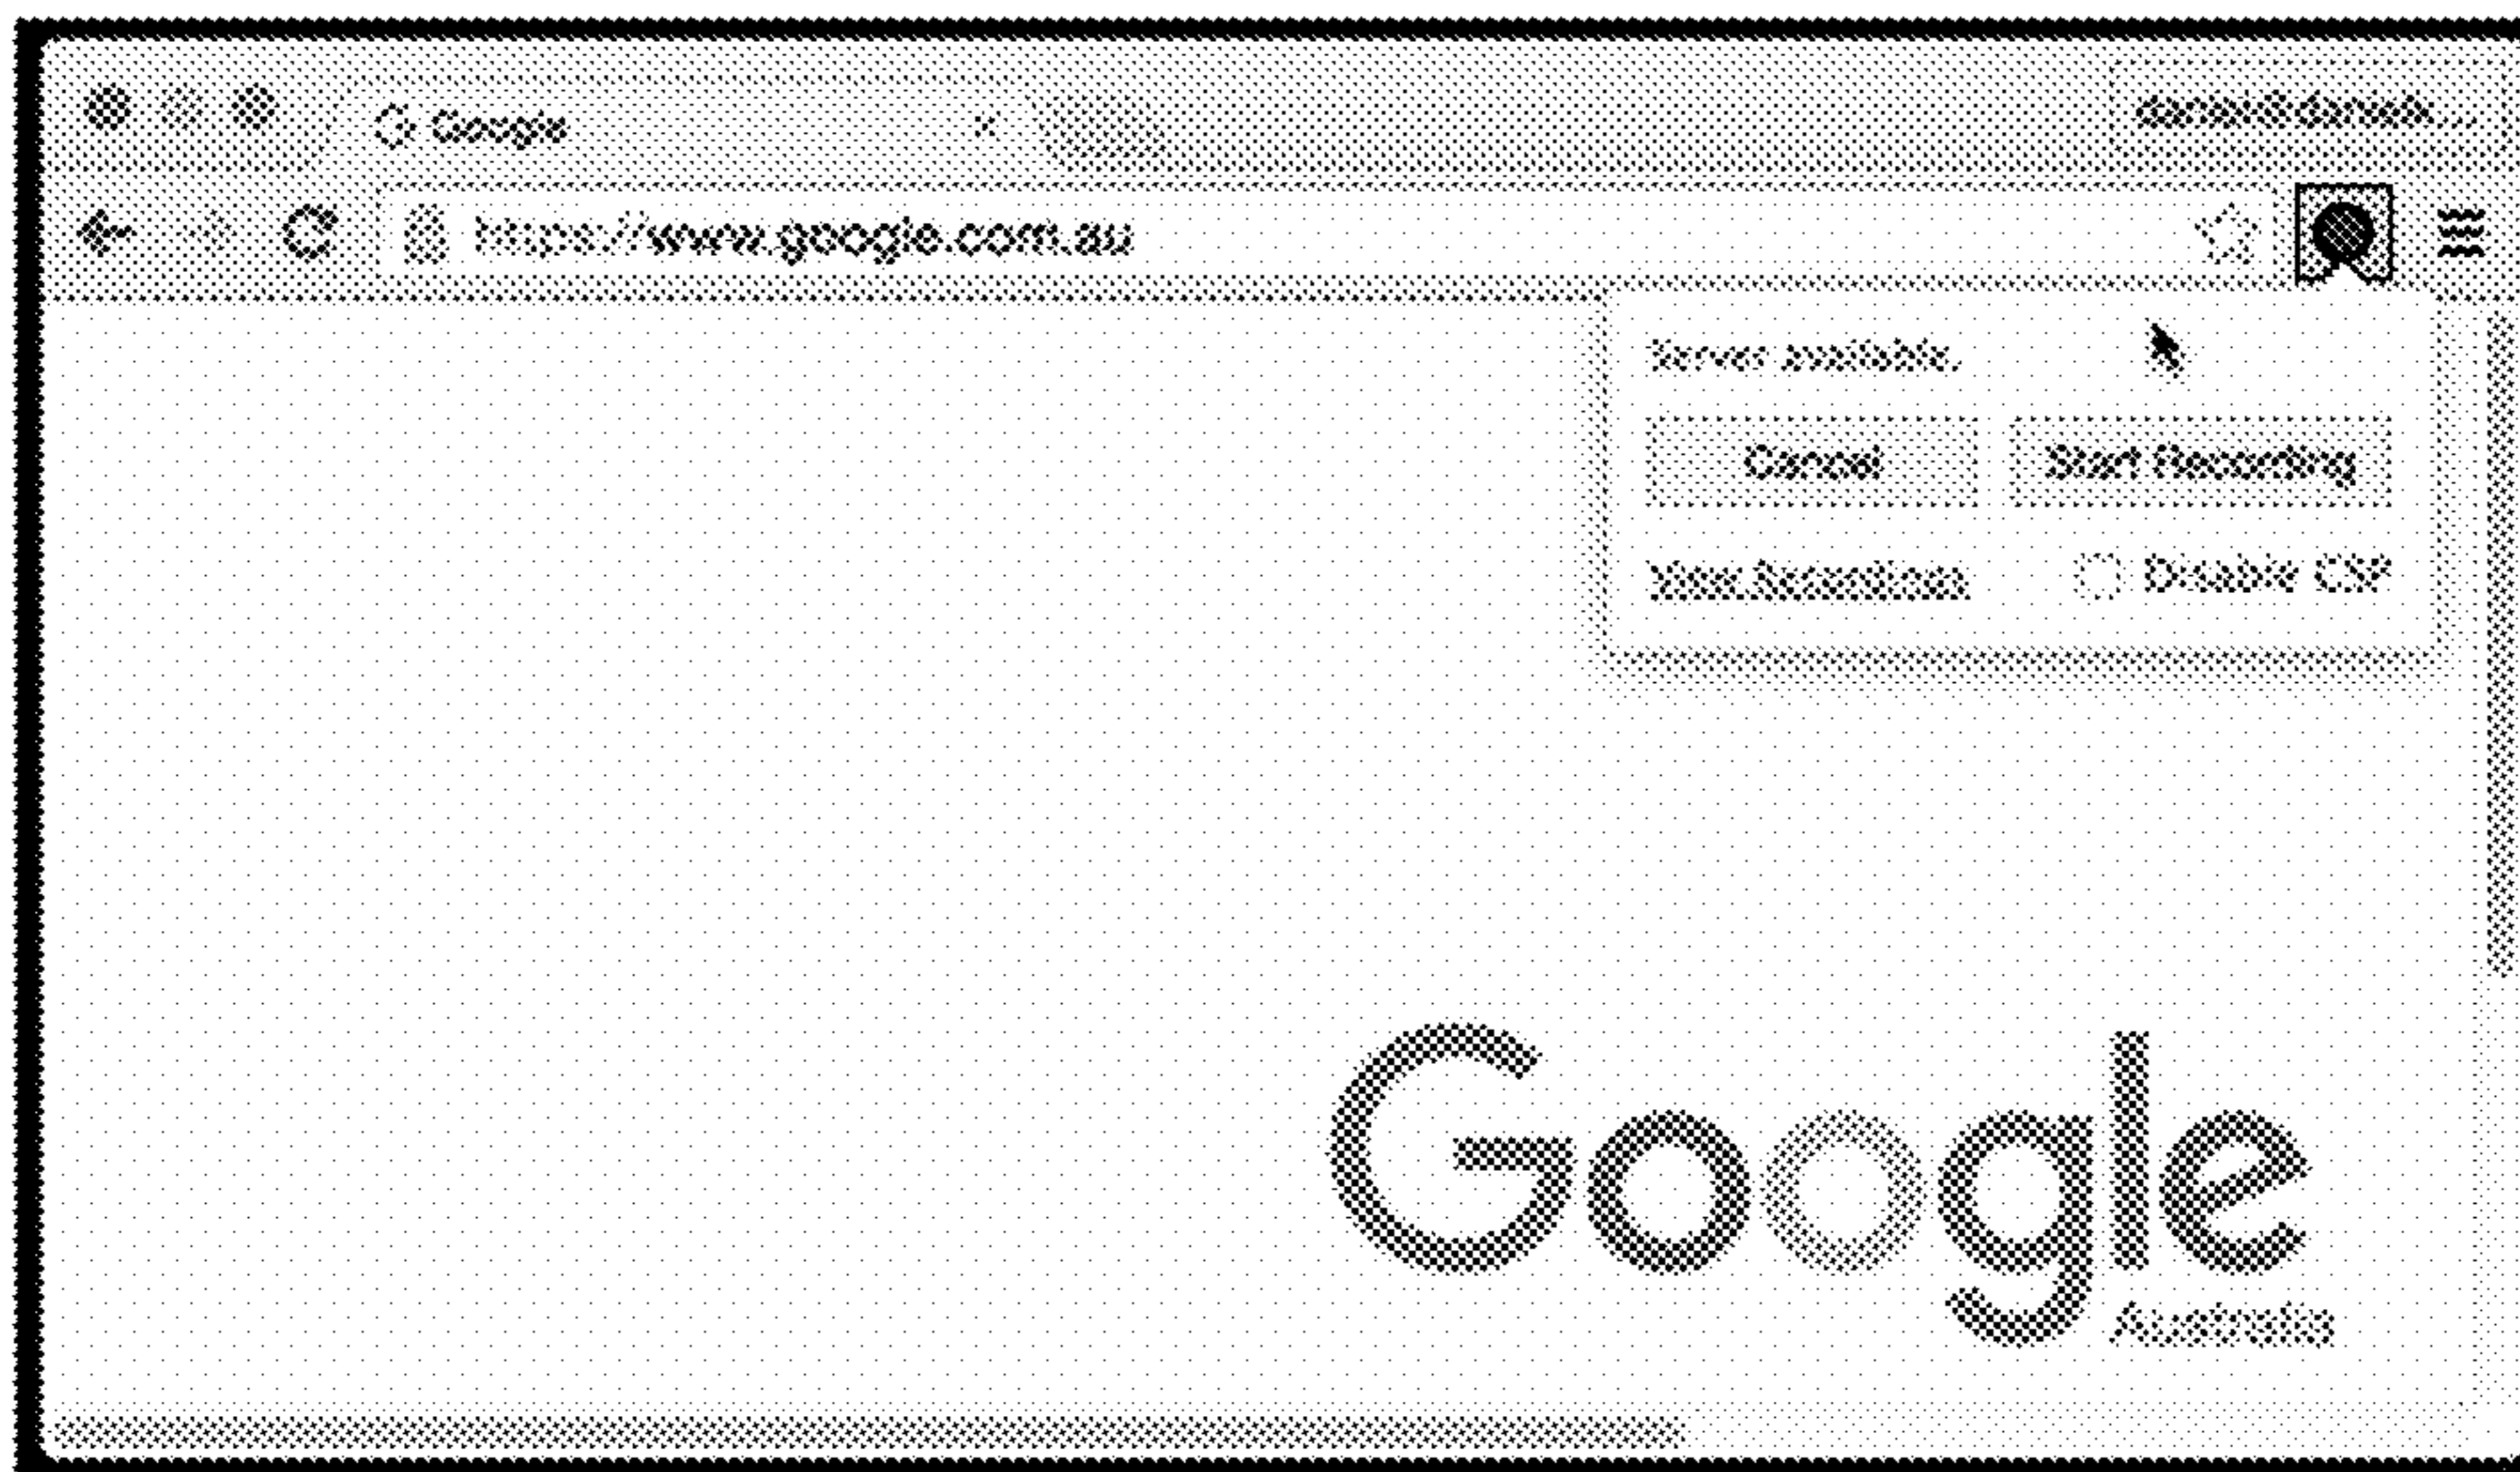 Google
https://www.google.com.au
Server available.
Cancel Start Recording
View Recordings Disable CSP
Google
Australia